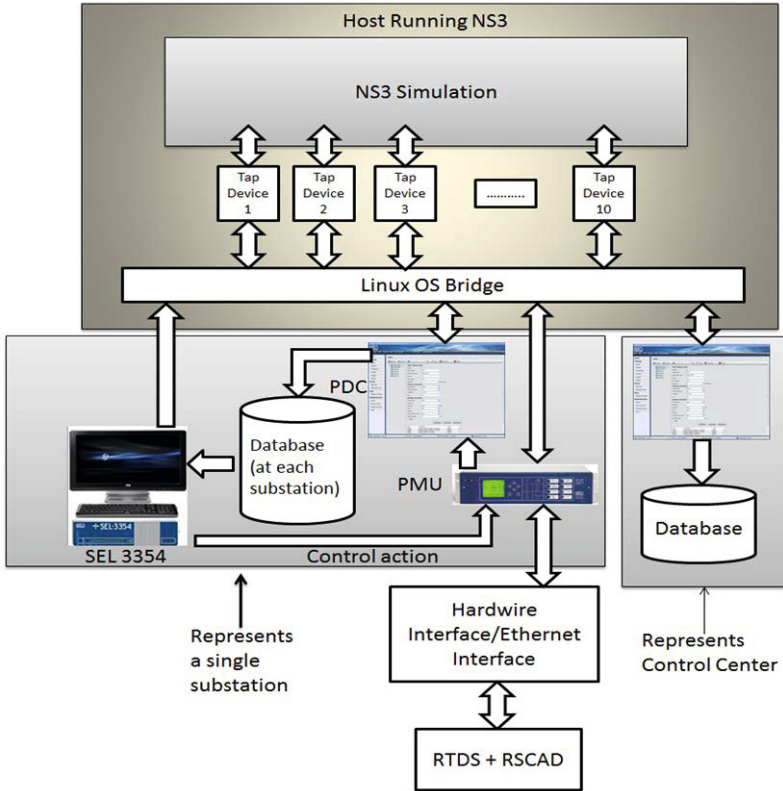 Host Running NS3
NS3 Simulation
Tap
Device
1
Tap
Device
2
Tap
Device
3
...........
Tap
Device
10
Linux OS Bridge
PDC
Database
(at each
substation)
PMU
SEL-3354
SEL 3354
Control action
Database
Represents
a single
substation
Hardwire
Interface/Ethernet
Interface
Represents
Control Center
RTDS + RSCAD